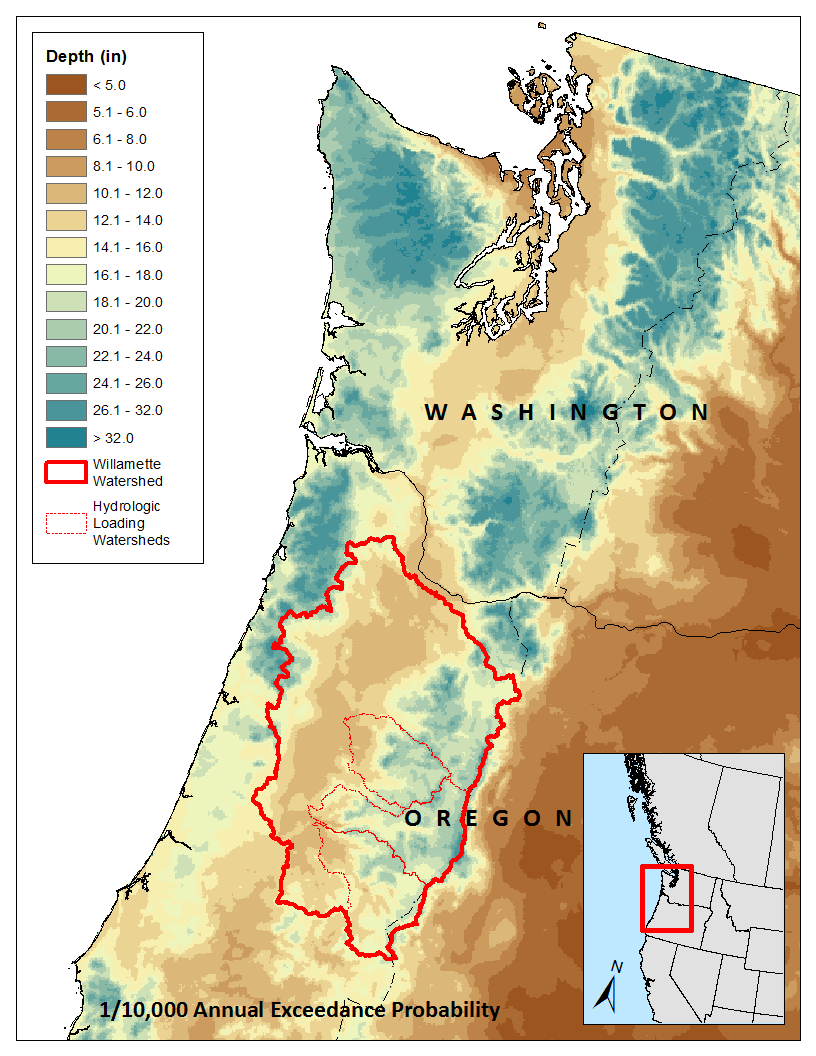 Depth (in)
< 5.0
5.1 - 6.0
6.1 - 8.0
8.1 - 10.0
10.1 - 12.0
12.1 - 14.0
14.1 - 16.0
16.1 - 18.0
18.1 - 20.0
20.1 - 22.0
22.1 - 24.0
24.1 - 26.0
26.1 - 32.0
> 32.0
Willamette
Watershed
Hydrologic
Loading
Watersheds
WASHINGTON
OREGON
N
1/10,000 Annual Exceedance Probability